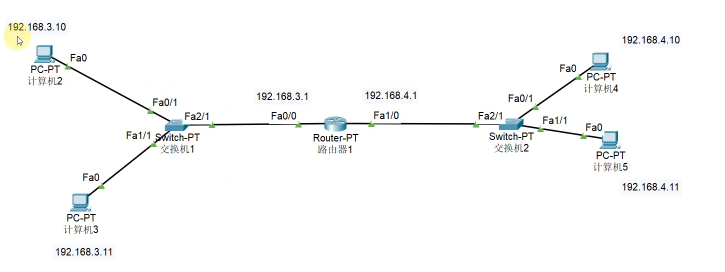 192.168.3.10
Fa0
PC-PT
计算机2
Fa0/1
Fa2/1
Switch-PT
交换机1
Fa1/1
Fa0
PC-PT
计算机3
192.168.3.11
192.168.3.1
Fa0/0
Router-PT
路由器1
192.168.4.1
Fa1/0
Fa2/1
Switch-PT
交换机2
Fa0/1
Fa1/1
192.168.4.10
Fa0
PC-PT
计算机4
Fa0
PC-PT
计算机5
192.168.4.11